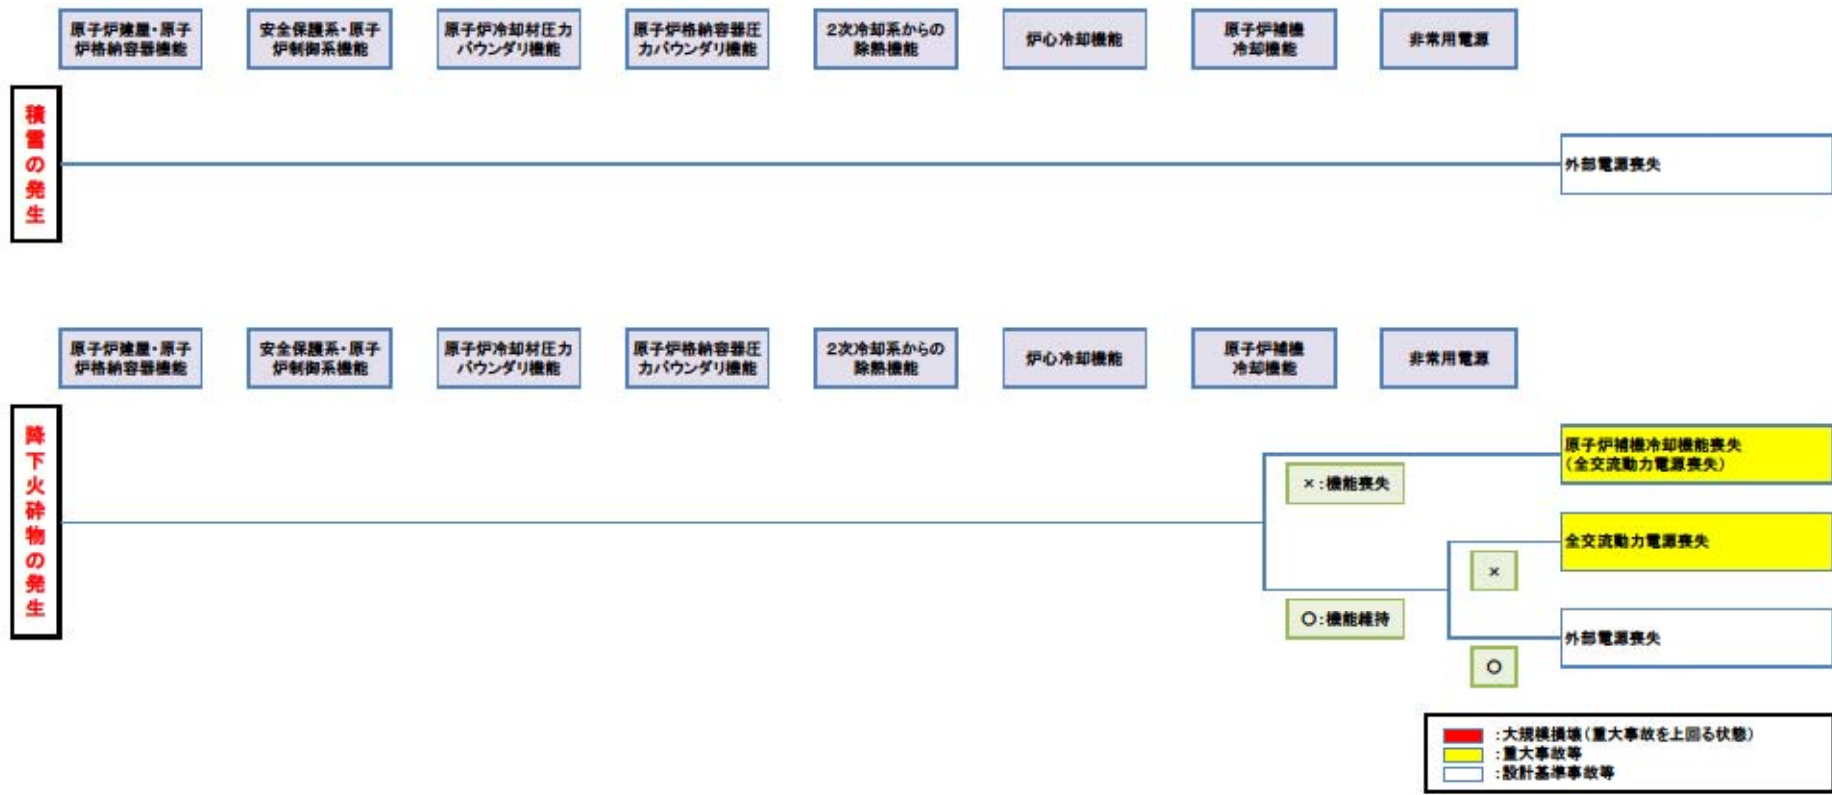 原子炉建屋・原子
炉格納容器機能
安全保護系・原子
炉制御系機能
原子炉冷却材圧力
バウンダリ機能
原子炉格納容器圧
力バウンダリ機能
2次冷却系からの
除熱機能
炉心冷却機能
原子炉補機
冷却機能
非常用電源
積雪の発生
外部電源喪失
原子炉建屋・原子
炉格納容器機能
安全保護系・原子
炉制御系機能
原子炉冷却材圧力
バウンダリ機能
原子炉格納容器圧
力バウンダリ機能
2次冷却系からの
除熱機能
炉心冷却機能
原子炉補機
冷却機能
非常用電源
降下火砕物の発生
×:機能喪失
原子炉補機冷却機能喪失
(全交流動力電源喪失)
○:機能維持
×
全交流動力電源喪失
○
外部電源喪失
:大規模損壊(重大事故を上回る状態)
:重大事故等
:設計基準事故等